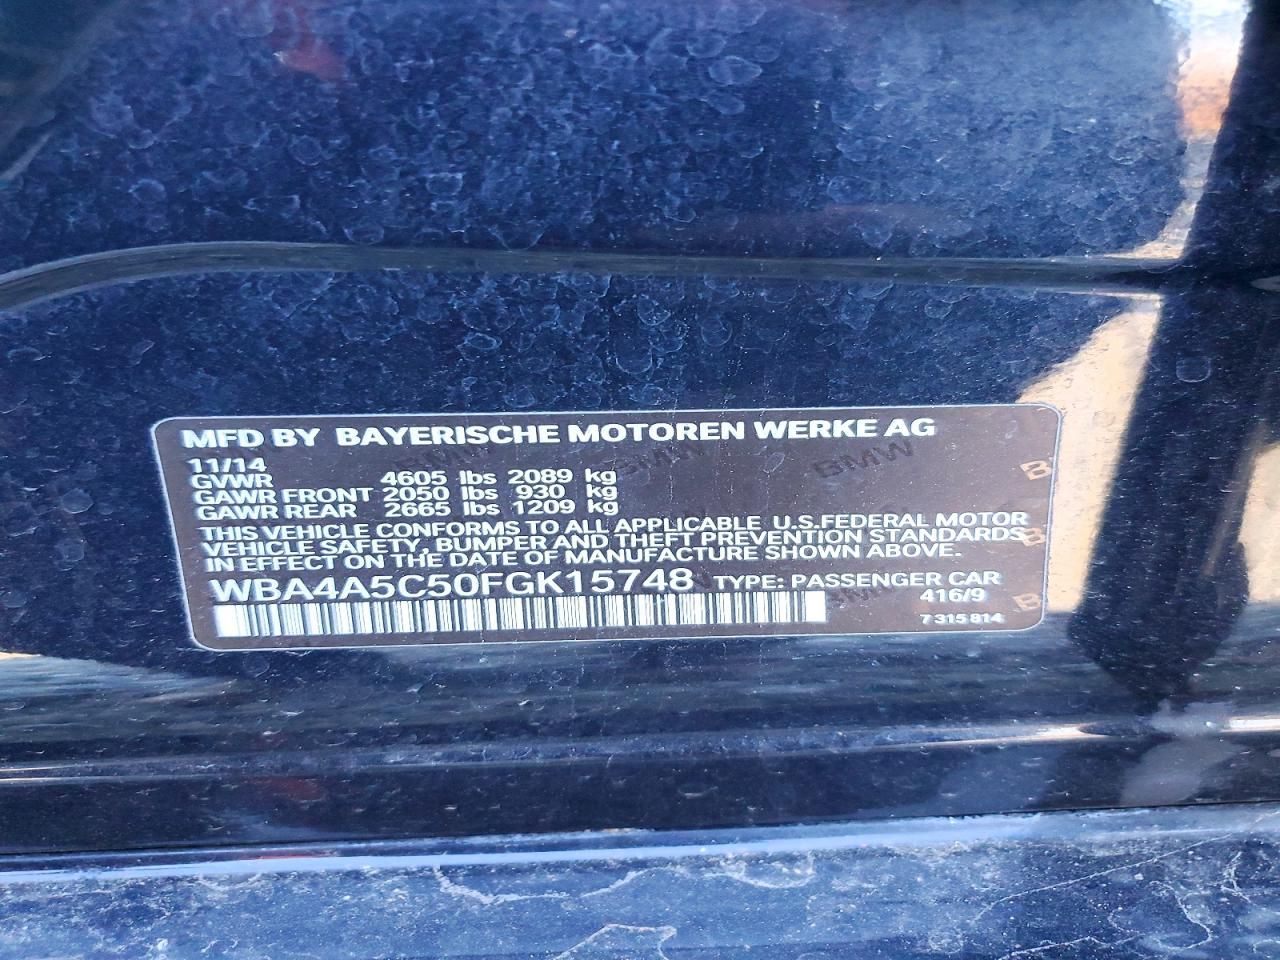 MFD BY BAYERISCHE MOTOREN WERKE AG
11/14
GVWR 4605 lbs 2089 kg
GAWR FRONT 2050 lbs 930 kg
GAWR REAR 2665 lbs 1209 kg
THIS VEHICLE CONFORMS TO ALL APPLICABLE U.S.FEDERAL MOTOR
VEHICLE SAFETY, BUMPER AND THEFT PREVENTION STANDARDS
IN EFFECT ON THE DATE OF MANUFACTURE SHOWN ABOVE.
WBA4A5C50FGK15748 TYPE: PASSENGER CAR
416/9
7 315 814